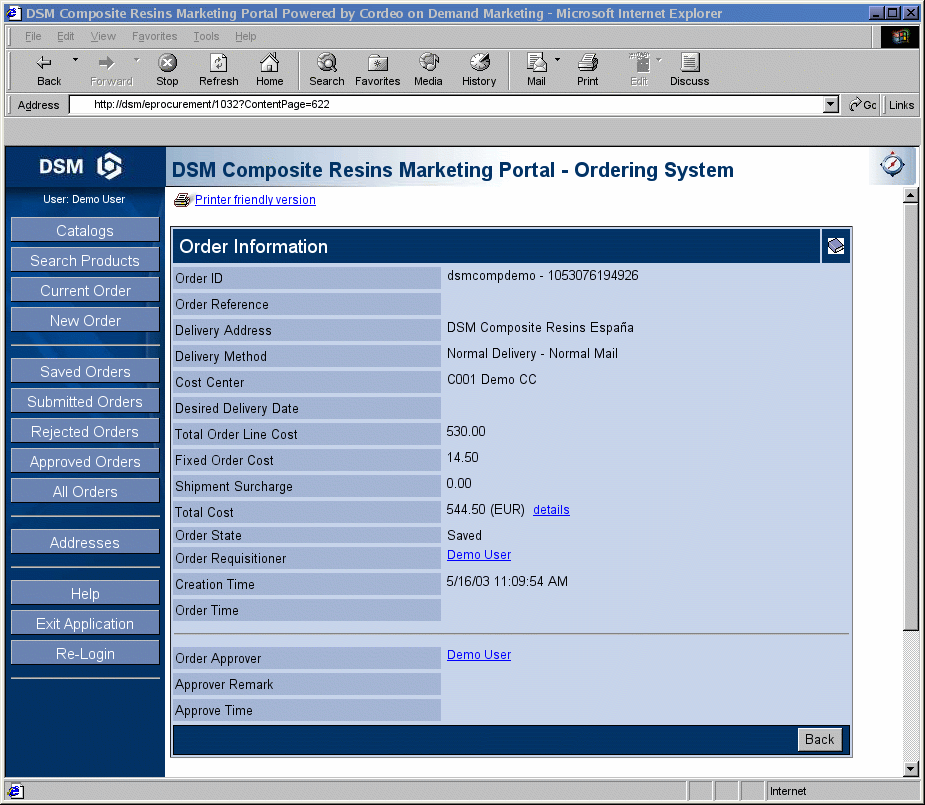 DSM Composite Resins Marketing Portal Powered by Cordeo on Demand Marketing - Microsoft Internet Explorer
File Edit View Favorites Tools Help
Back Forward Stop Refresh Home Search Favorites Media History Mail Print Edit Discuss
Address http://dsm/eprocurement/1032?ContentPage=622 Go Links
DSM
DSM Composite Resins Marketing Portal - Ordering System
User: Demo User
Printer friendly version
Catalogs
Search Products
Current Order
New Order
Saved Orders
Submitted Orders
Rejected Orders
Approved Orders
All Orders
Addresses
Help
Exit Application
Re-Login
Order Information
Order ID dsmcompdemo - 1053076194926
Order Reference
Delivery Address DSM Composite Resins España
Delivery Method Normal Delivery - Normal Mail
Cost Center C001 Demo CC
Desired Delivery Date
Total Order Line Cost 530.00
Fixed Order Cost 14.50
Shipment Surcharge 0.00
Total Cost 544.50 (EUR) details
Order State Saved
Order Requisitioner Demo User
Creation Time 5/16/03 11:09:54 AM
Order Time
Order Approver Demo User
Approver Remark
Approve Time
Back
Internet